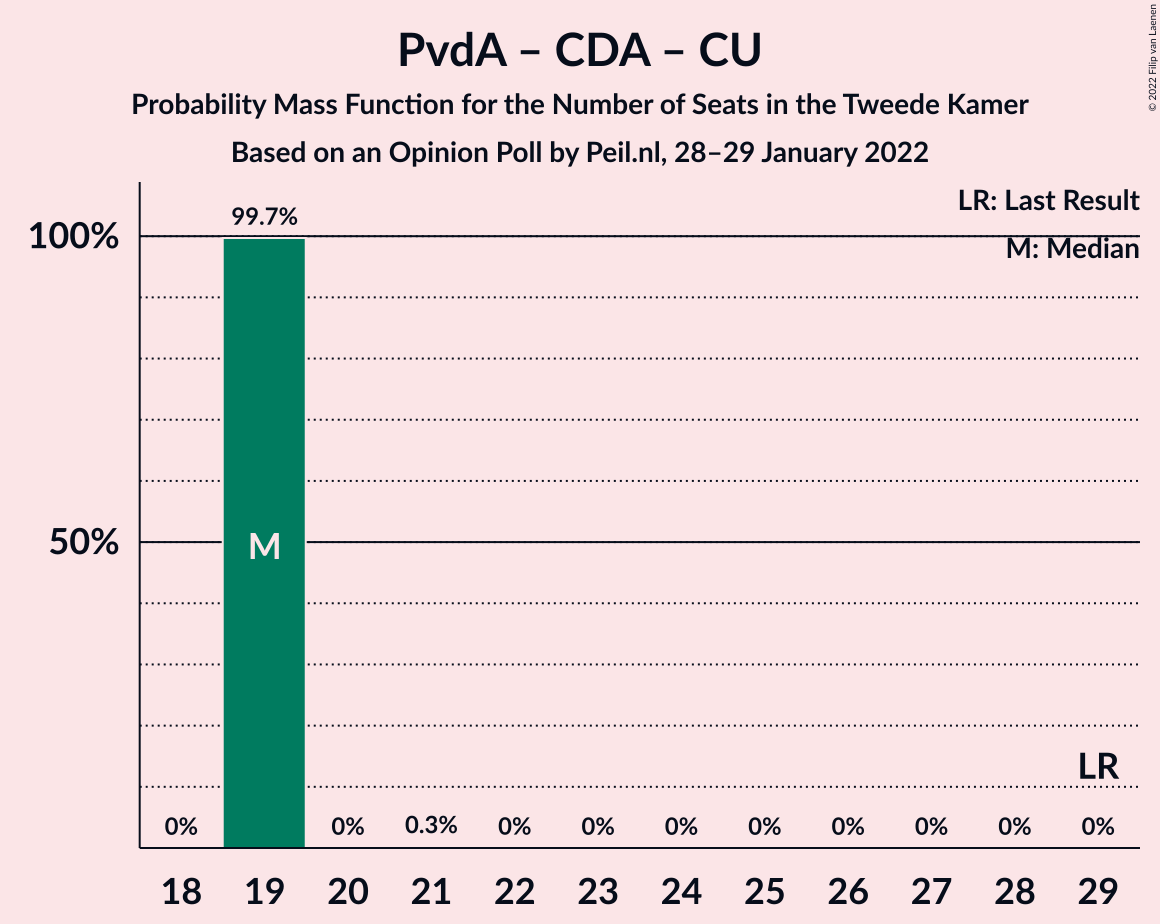 PvdA – CDA – CU
Probability Mass Function for the Number of Seats in the Tweede Kamer
Based on an Opinion Poll by Peil.nl, 28–29 January 2022
© 2022 Filip van Laenen
LR: Last Result
M: Median
100%
50%
99.7%
M
LR
0% 0% 0.3% 0% 0% 0% 0% 0% 0% 0% 0%
18 19 20 21 22 23 24 25 26 27 28 29